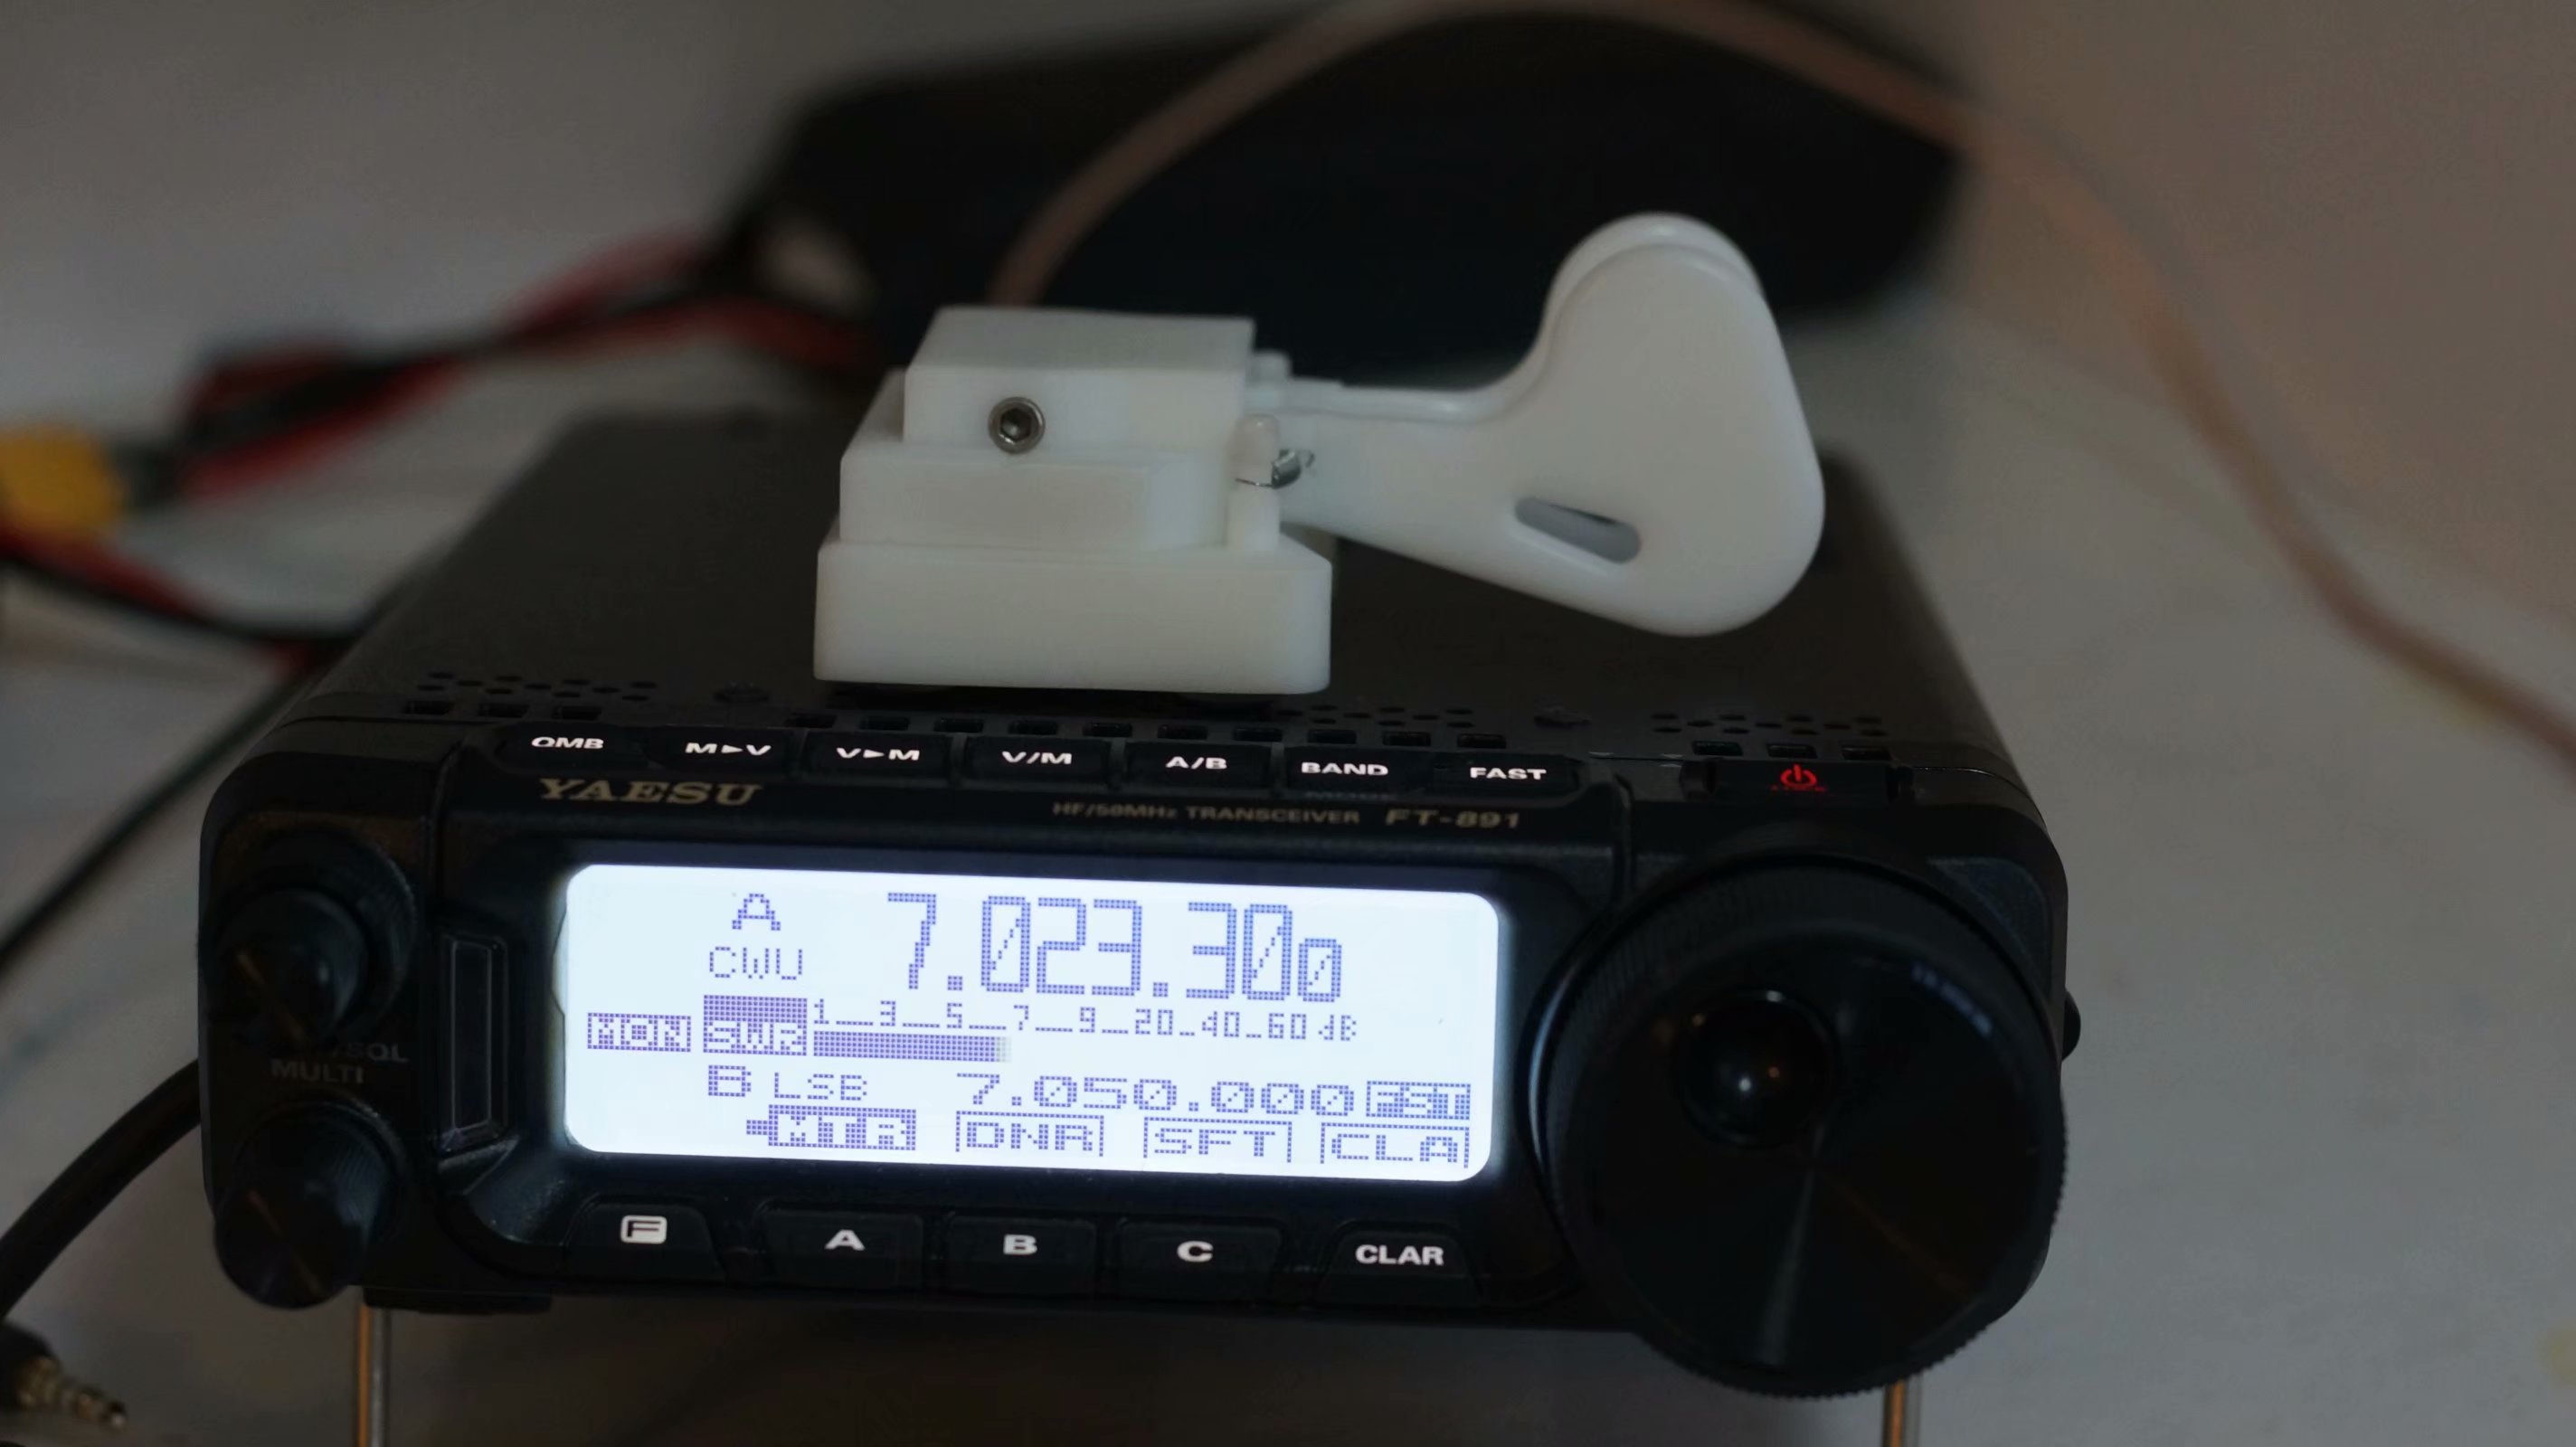 QMB M►V V►M V/M A/B BAND FAST
YAESU HF/50MHz TRANSCEIVER FT-891
A 7.023.300
CWU
1 3 5 7 9 20 40 60 dB
MON SWR
B LSB 7.050.000 FST
MTR DNR SFT CLA
/SQL
MULTI
F A B C CLAR